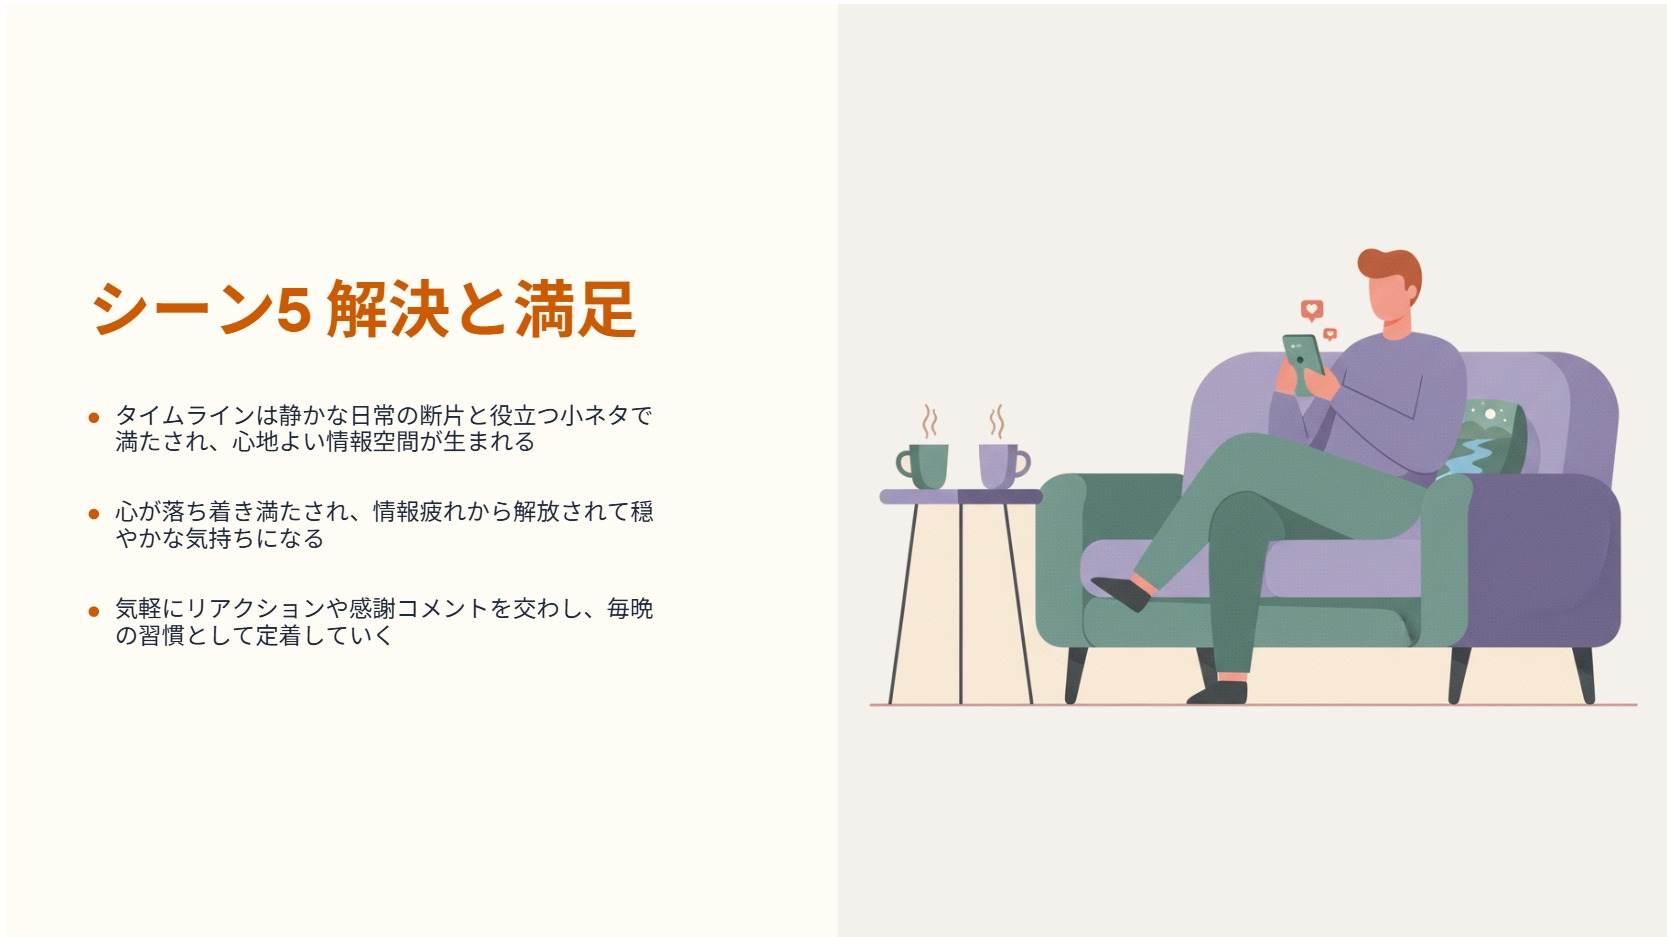 シーン5 解決と満足
タイムラインは静かな日常の断片と役立つ小ネタで
満たされ、心地よい情報空間が生まれる
心が落ち着き満たされ、情報疲れから解放されて穏
やかな気持ちになる
気軽にリアクションや感謝コメントを交わし、毎晩
の習慣として定着していく